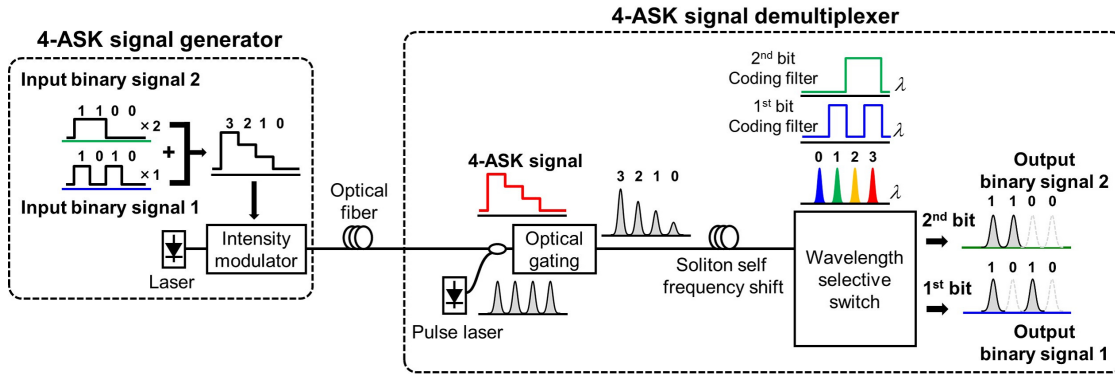 4-ASK signal generator
Input binary signal 2
1 1 0 0
×2
+
1 0 1 0
×1
Input binary signal 1
3 2 1 0
Laser
Intensity
modulator
Optical
fiber
4-ASK signal demultiplexer
4-ASK signal
Pulse laser
Optical
gating
3 2 1 0
Soliton self
frequency shift
2nd bit
Coding filter
λ
1st bit
Coding filter
λ
0 1 2 3
λ
Wavelength
selective
switch
2nd bit
1st bit
Output
binary signal 2
1 1 0 0
1 0 1 0
Output
binary signal 1